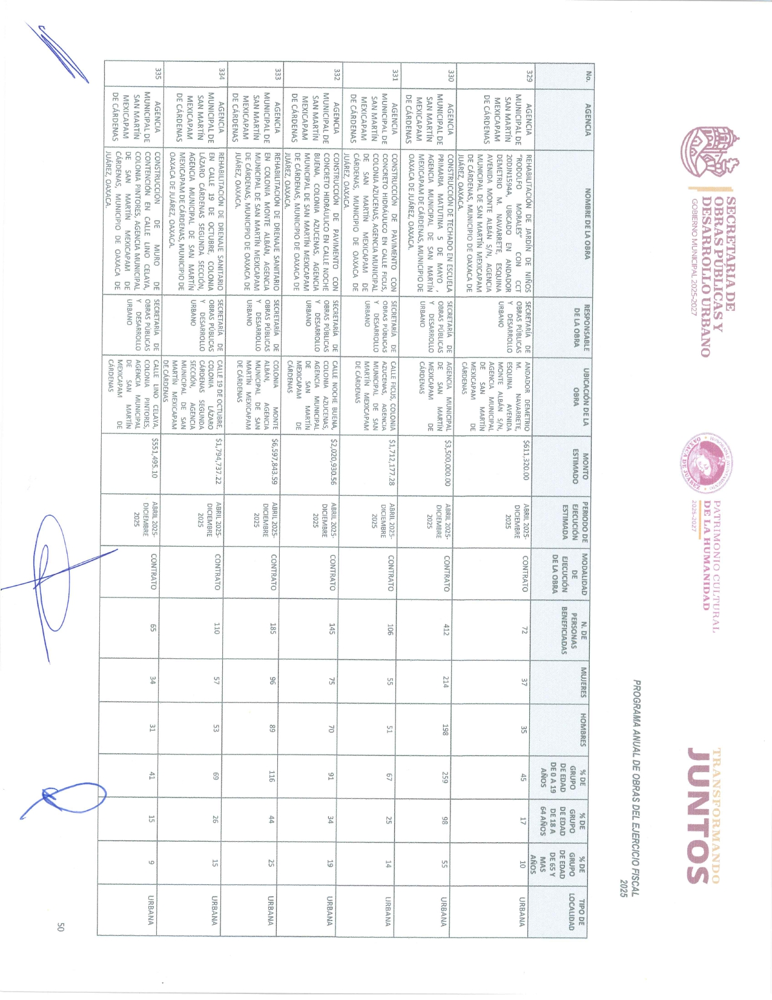 SECRETARIA DE
OBRAS PÚBLICAS Y
DESARROLLO URBANO
GOBIERNO MUNICIPAL 2025-2027
HONORABLE AYUNTAMIENTO
OAXACA DE JUÁREZ
PATRIMONIO CULTURAL
DE LA HUMANIDAD
2025-2027
TRANSFORMANDO
JUNTOS
PROGRAMA ANUAL DE OBRAS DEL EJERCICIO FISCAL
2025
No.
AGENCIA
NOMBRE DE LA OBRA
RESPONSABLE
DE LA OBRA
UBICACIÓN DE LA
OBRA
MONTO
ESTIMADO
PERIODO DE
EJECUCIÓN
ESTIMADA
MODALIDAD
DE
EJECUCIÓN
DE LA OBRA
N. DE
PERSONAS
BENEFICIADAS
MUJERES
HOMBRES
% DE
GRUPO
DE EDAD
DE 0 A 19
AÑOS
% DE
GRUPO
DE EDAD
DE 18 A
64 AÑOS
% DE
GRUPO
DE EDAD
DE 65 Y
MAS
AÑOS
TIPO DE
LOCALIDAD
329
AGENCIA
MUNICIPAL DE
SAN MARTÍN
MEXICAPAM
DE CÁRDENAS
REHABILITACIÓN DE JARDÍN DE NIÑOS
"RODOLFO MORALES" CON CCT
20DJN1594A, UBICADO EN ANDADOR
DEMETRIO M. NAVARRETE, ESQUINA
AVENIDA MONTE ALBÁN S/N, AGENCIA
MUNICIPAL DE SAN MARTÍN MEXICAPAM
DE CÁRDENAS, MUNICIPIO DE OAXACA DE
JUÁREZ, OAXACA.
SECRETARÍA DE
OBRAS PÚBLICAS
Y DESARROLLO
URBANO
ANDADOR DEMETRIO
M. NAVARRETE,
ESQUINA AVENIDA
MONTE ALBÁN S/N,
AGENCIA MUNICIPAL
DE SAN MARTÍN
MEXICAPAM DE
CÁRDENAS
$611,320.00
ABRIL 2025-
DICIEMBRE
2025
CONTRATO
72
37
35
45
17
10
URBANA
330
AGENCIA
MUNICIPAL DE
SAN MARTÍN
MEXICAPAM
DE CÁRDENAS
CONSTRUCCIÓN DE TECHADO EN ESCUELA
PRIMARIA MATUTINA 5 DE MAYO ,
AGENCIA MUNICIPAL DE SAN MARTÍN
MEXICAPAM DE CÁRDENAS, MUNICIPIO DE
OAXACA DE JUÁREZ, OAXACA.
SECRETARÍA DE
OBRAS PÚBLICAS
Y DESARROLLO
URBANO
AGENCIA MUNICIPAL
DE SAN MARTÍN
MEXICAPAM DE
CÁRDENAS
$3,500,000.00
ABRIL 2025-
DICIEMBRE
2025
CONTRATO
412
214
198
259
98
55
URBANA
331
AGENCIA
MUNICIPAL DE
SAN MARTÍN
MEXICAPAM
DE CÁRDENAS
CONSTRUCCIÓN DE PAVIMENTO CON
CONCRETO HIDRÁULICO EN CALLE FICUS,
COLONIA AZUCENAS, AGENCIA MUNICIPAL
DE SAN MARTÍN MEXICAPAM DE
CÁRDENAS, MUNICIPIO DE OAXACA DE
JUÁREZ, OAXACA.
SECRETARÍA DE
OBRAS PÚBLICAS
Y DESARROLLO
URBANO
CALLE FICUS, COLONIA
AZUCENAS, AGENCIA
MUNICIPAL DE SAN
MARTÍN MEXICAPAM
DE CÁRDENAS
$1,712,177.28
ABRIL 2025-
DICIEMBRE
2025
CONTRATO
106
55
51
67
25
14
URBANA
332
AGENCIA
MUNICIPAL DE
SAN MARTÍN
MEXICAPAM
DE CÁRDENAS
CONSTRUCCIÓN DE PAVIMENTO CON
CONCRETO HIDRÁULICO EN CALLE NOCHE
BUENA, COLONIA AZUCENAS, AGENCIA
MUNICIPAL DE SAN MARTÍN MEXICAPAM
DE CÁRDENAS, MUNICIPIO DE OAXACA DE
JUÁREZ, OAXACA.
SECRETARÍA DE
OBRAS PÚBLICAS
Y DESARROLLO
URBANO
CALLE NOCHE BUENA,
COLONIA AZUCENAS,
AGENCIA MUNICIPAL
DE SAN MARTÍN
MEXICAPAM DE
CÁRDENAS
$2,020,930.56
ABRIL 2025-
DICIEMBRE
2025
CONTRATO
145
75
70
91
34
19
URBANA
333
AGENCIA
MUNICIPAL DE
SAN MARTÍN
MEXICAPAM
DE CÁRDENAS
REHABILITACIÓN DE DRENAJE SANITARIO
EN COLONIA MONTE ALBÁN, AGENCIA
MUNICIPAL DE SAN MARTÍN MEXICAPAM
DE CÁRDENAS, MUNICIPIO DE OAXACA DE
JUÁREZ, OAXACA.
SECRETARÍA DE
OBRAS PÚBLICAS
Y DESARROLLO
URBANO
COLONIA MONTE
ALBÁN, AGENCIA
MUNICIPAL DE SAN
MARTÍN MEXICAPAM
DE CÁRDENAS
$6,597,843.59
ABRIL 2025-
DICIEMBRE
2025
CONTRATO
185
96
89
116
44
25
URBANA
334
AGENCIA
MUNICIPAL DE
SAN MARTÍN
MEXICAPAM
DE CÁRDENAS
REHABILITACIÓN DE DRENAJE SANITARIO
EN CALLE 19 DE OCTUBRE, COLONIA
LÁZARO CÁRDENAS SEGUNDA SECCIÓN,
AGENCIA MUNICIPAL DE SAN MARTÍN
MEXICAPAM DE CÁRDENAS, MUNICIPIO DE
OAXACA DE JUÁREZ, OAXACA.
SECRETARÍA DE
OBRAS PÚBLICAS
Y DESARROLLO
URBANO
CALLE 19 DE OCTUBRE,
COLONIA LÁZARO
CÁRDENAS SEGUNDA
SECCIÓN, AGENCIA
MUNICIPAL DE SAN
MARTÍN MEXICAPAM
DE CÁRDENAS
$1,794,737.22
ABRIL 2025-
DICIEMBRE
2025
CONTRATO
110
57
53
69
26
15
URBANA
335
AGENCIA
MUNICIPAL DE
SAN MARTÍN
MEXICAPAM
DE CÁRDENAS
CONSTRUCCIÓN DE MURO DE
CONTENCIÓN EN CALLE LINO CELAYA,
COLONIA PINTORES, AGENCIA MUNICIPAL
DE SAN MARTÍN MEXICAPAM DE
CÁRDENAS, MUNICIPIO DE OAXACA DE
JUÁREZ, OAXACA.
SECRETARÍA DE
OBRAS PÚBLICAS
Y DESARROLLO
URBANO
CALLE LINO CELAYA,
COLONIA PINTORES,
AGENCIA MUNICIPAL
DE SAN MARTÍN
MEXICAPAM DE
CÁRDENAS
$551,495.10
ABRIL 2025-
DICIEMBRE
2025
CONTRATO
65
34
31
41
15
9
URBANA
50